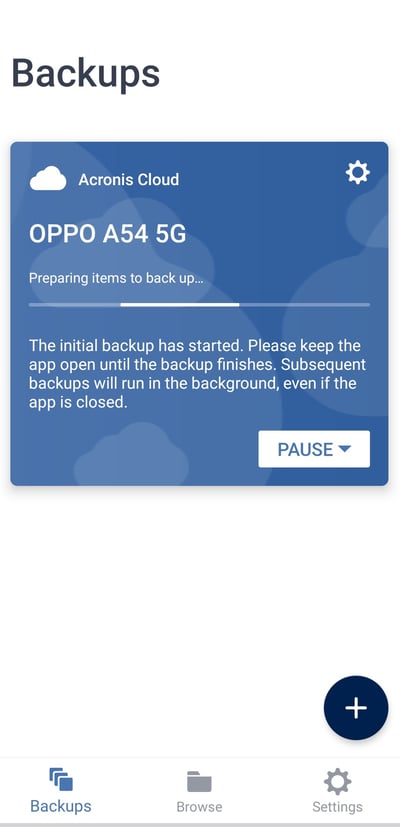 Backups
Acronis Cloud
OPPO A54 5G
Preparing items to back up...
The initial backup has started. Please keep the
app open until the backup finishes. Subsequent
backups will run in the background, even if the
app is closed.
PAUSE
Backups
Browse
Settings